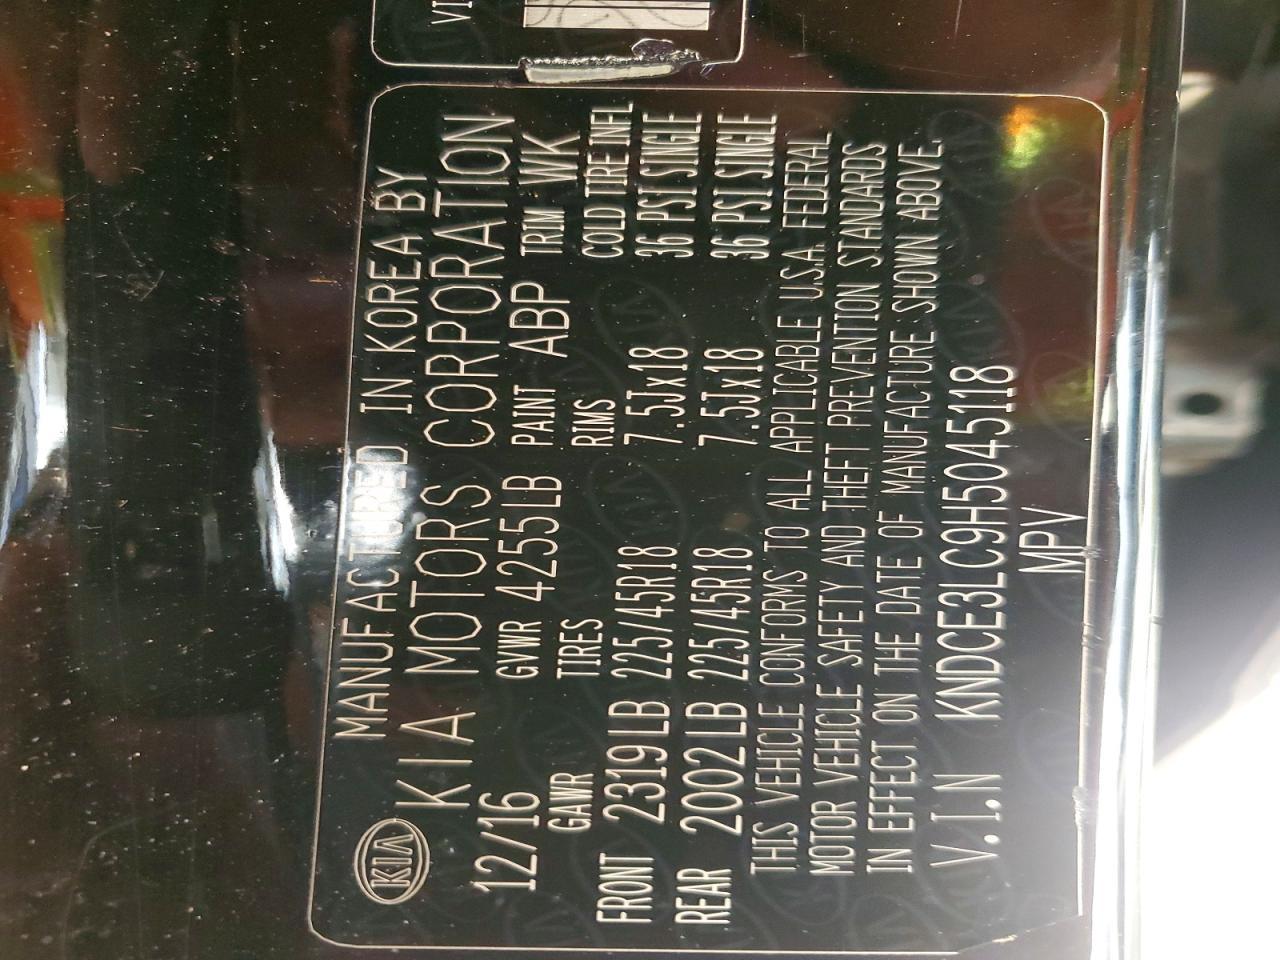 VI
KIA
MANUFACTURED IN KOREA BY
KIA MOTORS CORPORATION
12/16 GVWR 4255LB PAINT ABP TRIM WK
GAWR TIRES RIMS COLD TIRE INFL
FRONT 2319LB 225/45R18 7.5Jx18 36 PSI SINGLE
REAR 2002LB 225/45R18 7.5Jx18 36 PSI SINGLE
THIS VEHICLE CONFORMS TO ALL APPLICABLE U.S.A. FEDERAL
MOTOR VEHICLE SAFETY AND THEFT PREVENTION STANDARDS
IN EFFECT ON THE DATE OF MANUFACTURE SHOWN ABOVE.
V.I.N KNDCE3LC9H5045118
MPV